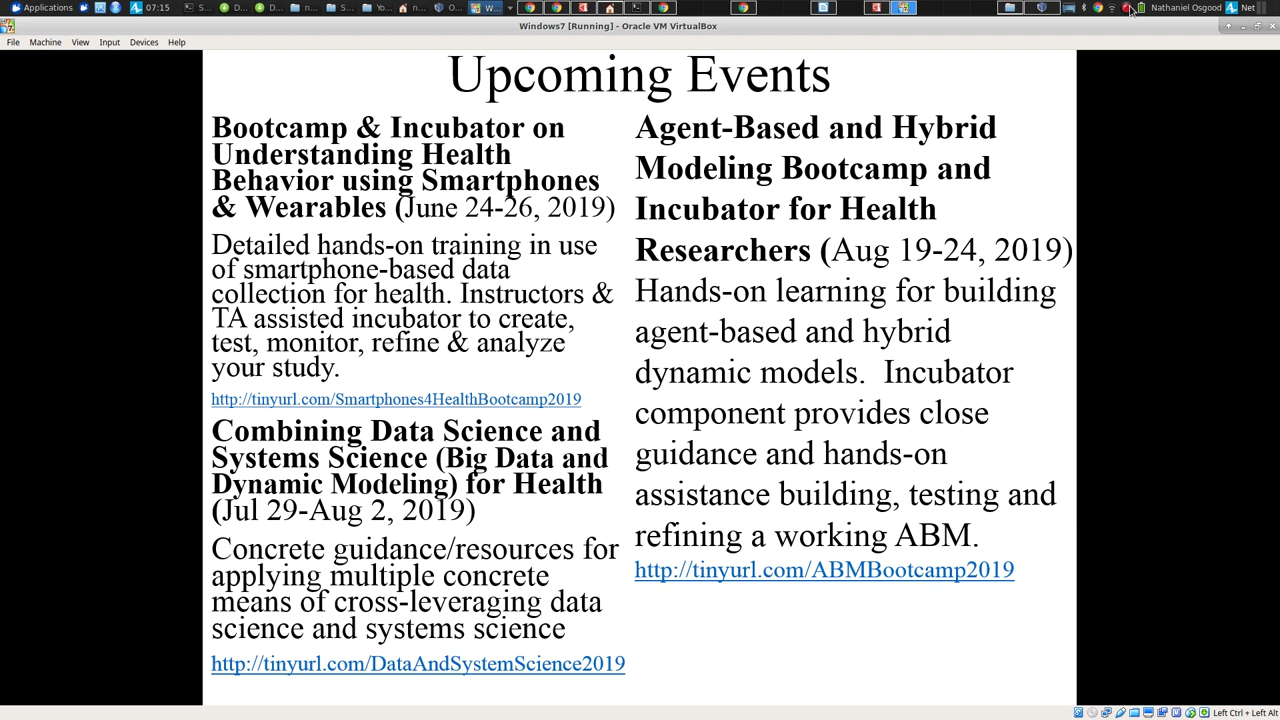 Applications
07:15
S...
D...
D...
n...
S...
Yo...
n...
O...
W...
Nathaniel Osgood
Net
Windows7 [Running] - Oracle VM VirtualBox
File Machine View Input Devices Help
Upcoming Events
Bootcamp & Incubator on
Understanding Health
Behavior using Smartphones
& Wearables (June 24-26, 2019)
Detailed hands-on training in use
of smartphone-based data
collection for health. Instructors &
TA assisted incubator to create,
test, monitor, refine & analyze
your study.
http://tinyurl.com/Smartphones4HealthBootcamp2019
Combining Data Science and
Systems Science (Big Data and
Dynamic Modeling) for Health
(Jul 29-Aug 2, 2019)
Concrete guidance/resources for
applying multiple concrete
means of cross-leveraging data
science and systems science
http://tinyurl.com/DataAndSystemScience2019
Agent-Based and Hybrid
Modeling Bootcamp and
Incubator for Health
Researchers (Aug 19-24, 2019)
Hands-on learning for building
agent-based and hybrid
dynamic models.  Incubator
component provides close
guidance and hands-on
assistance building, testing and
refining a working ABM.
http://tinyurl.com/ABMBootcamp2019
Left Ctrl + Left Alt